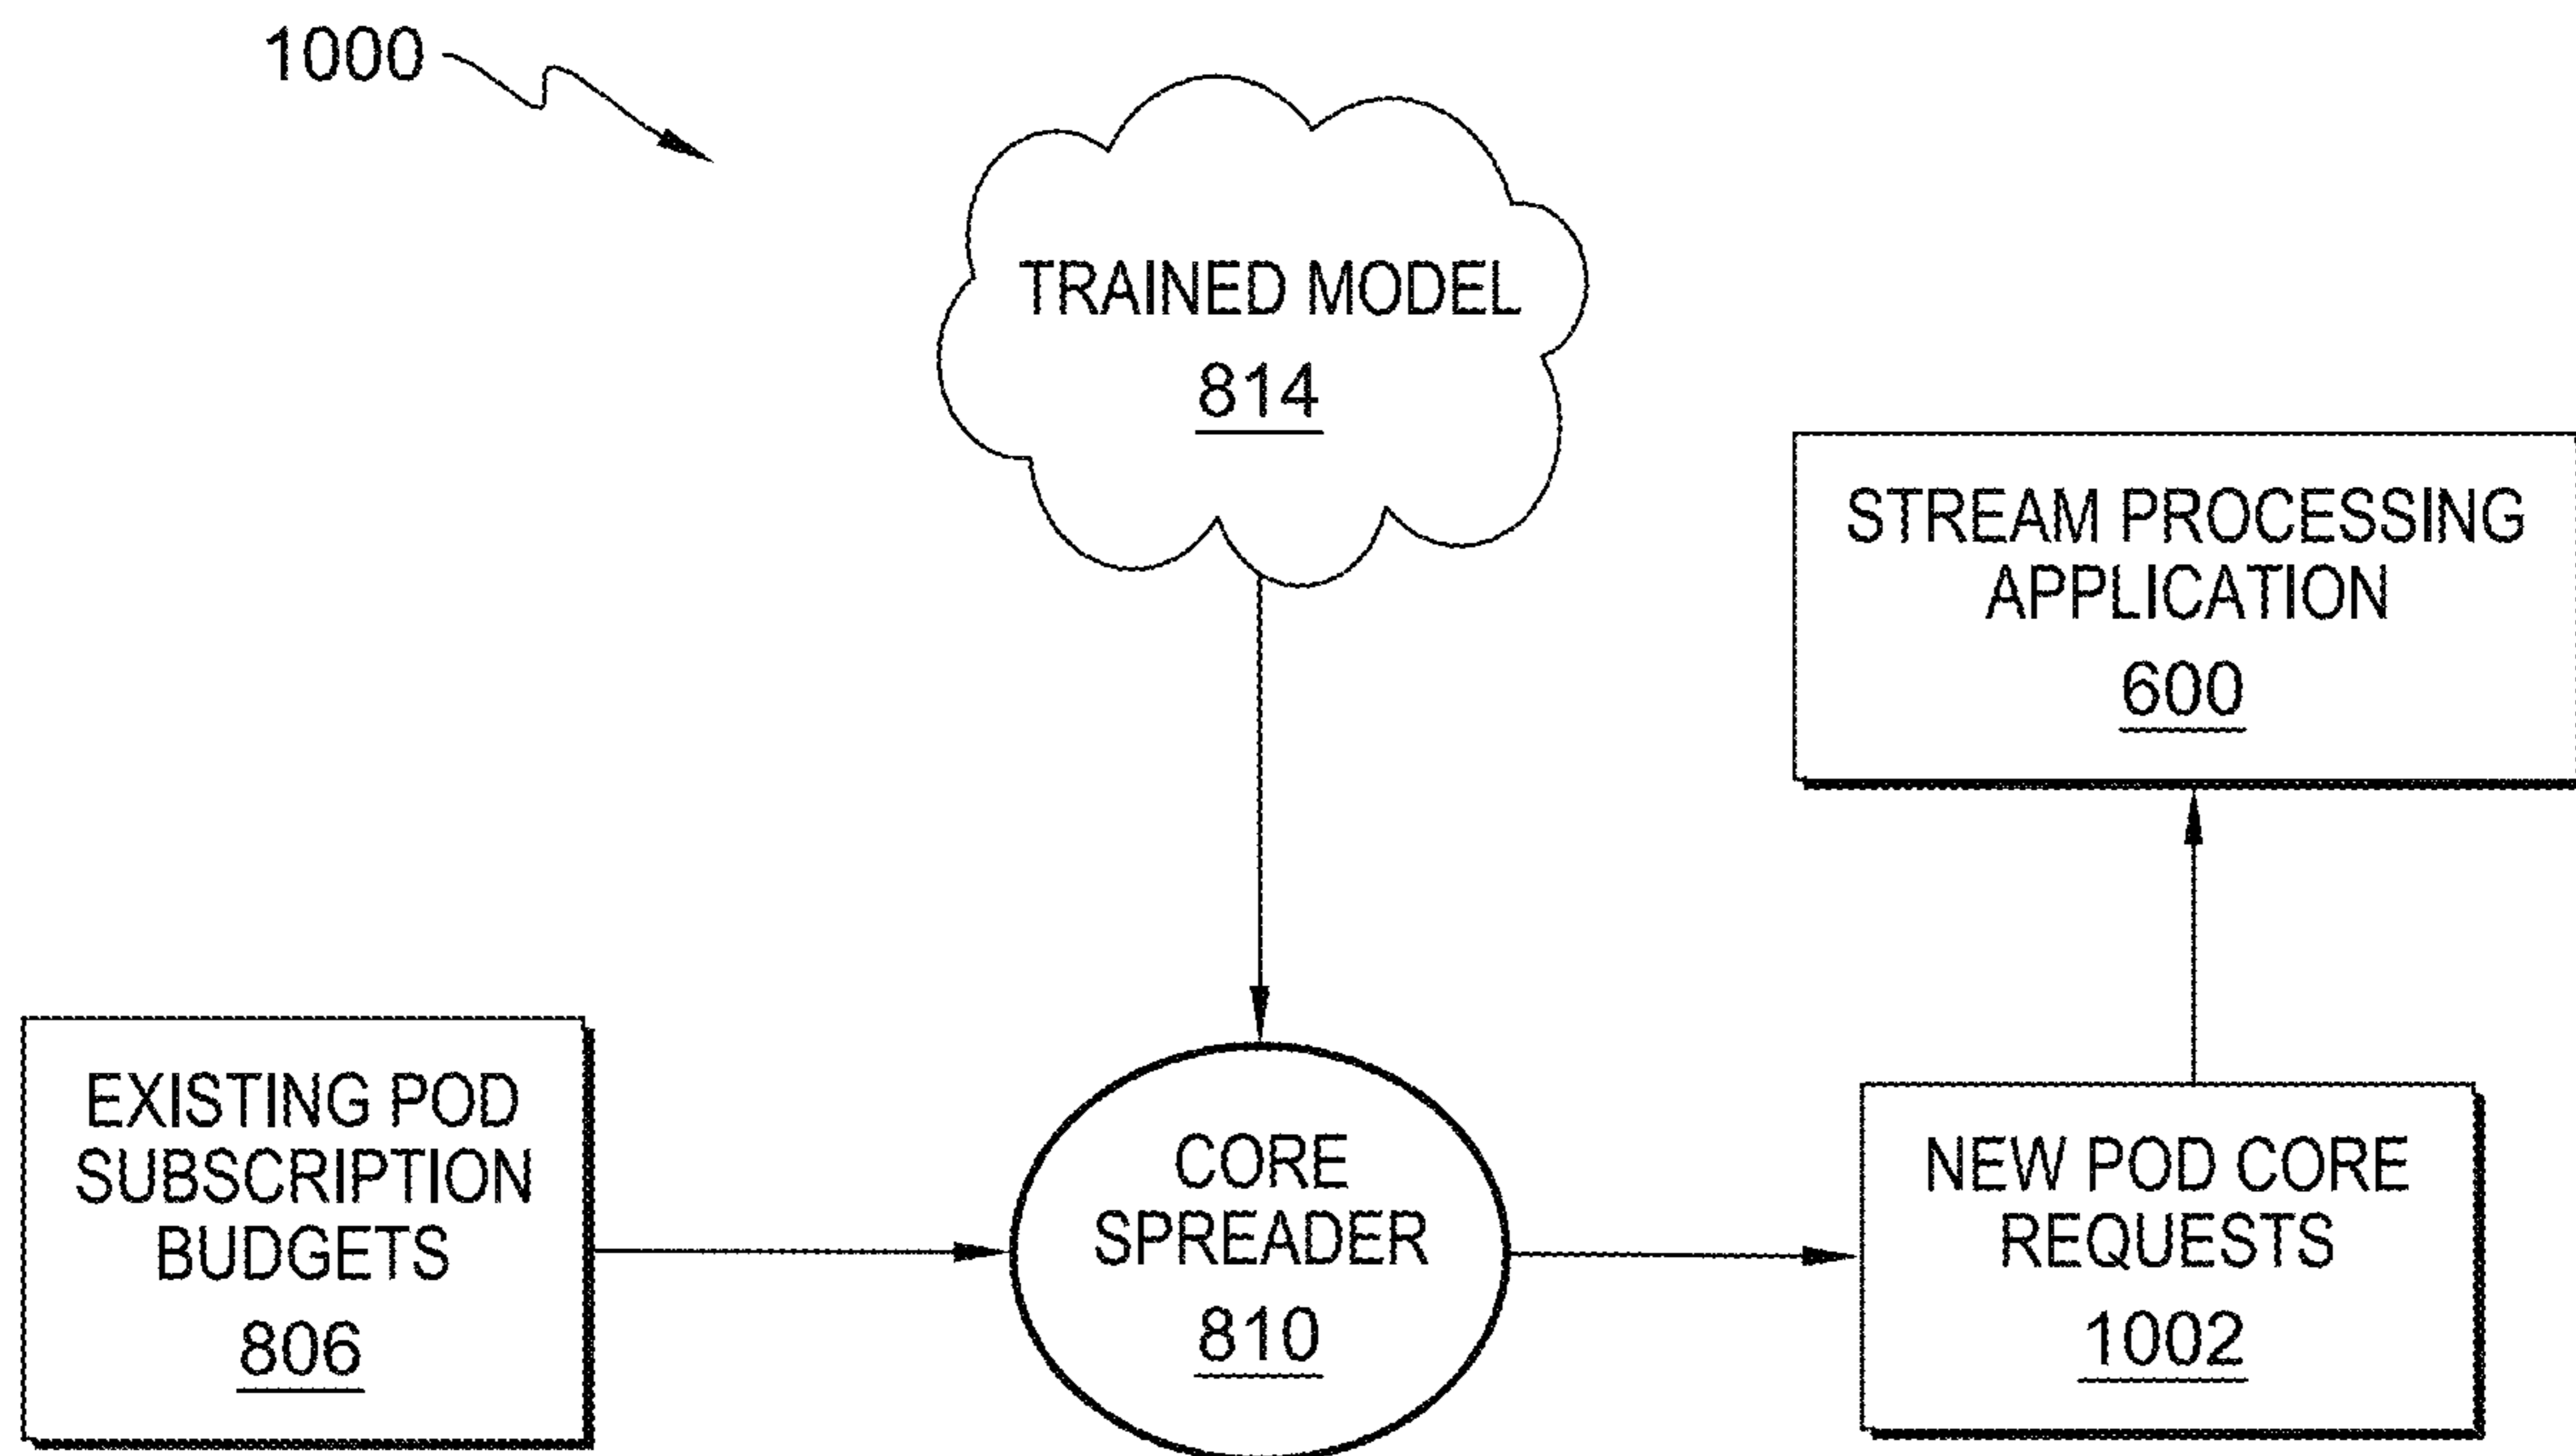 1000
TRAINED MODEL
814
STREAM PROCESSING
APPLICATION
600
EXISTING POD
SUBSCRIPTION
BUDGETS
806
CORE
SPREADER
810
NEW POD CORE
REQUESTS
1002